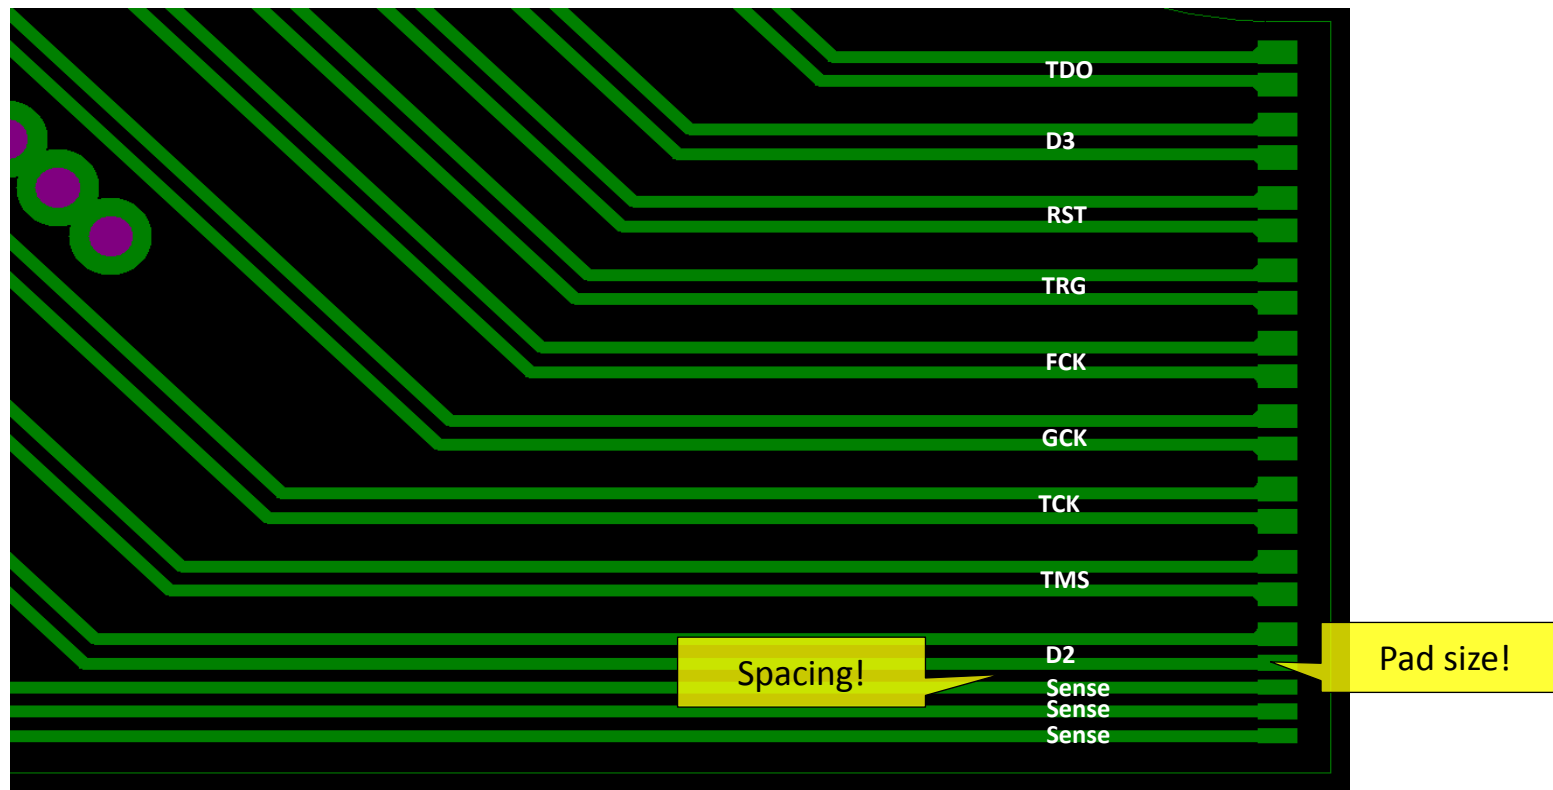 TDO
D3
RST
TRG
FCK
GCK
TCK
TMS
D2
Spacing!
Pad size!
Sense
Sense
Sense